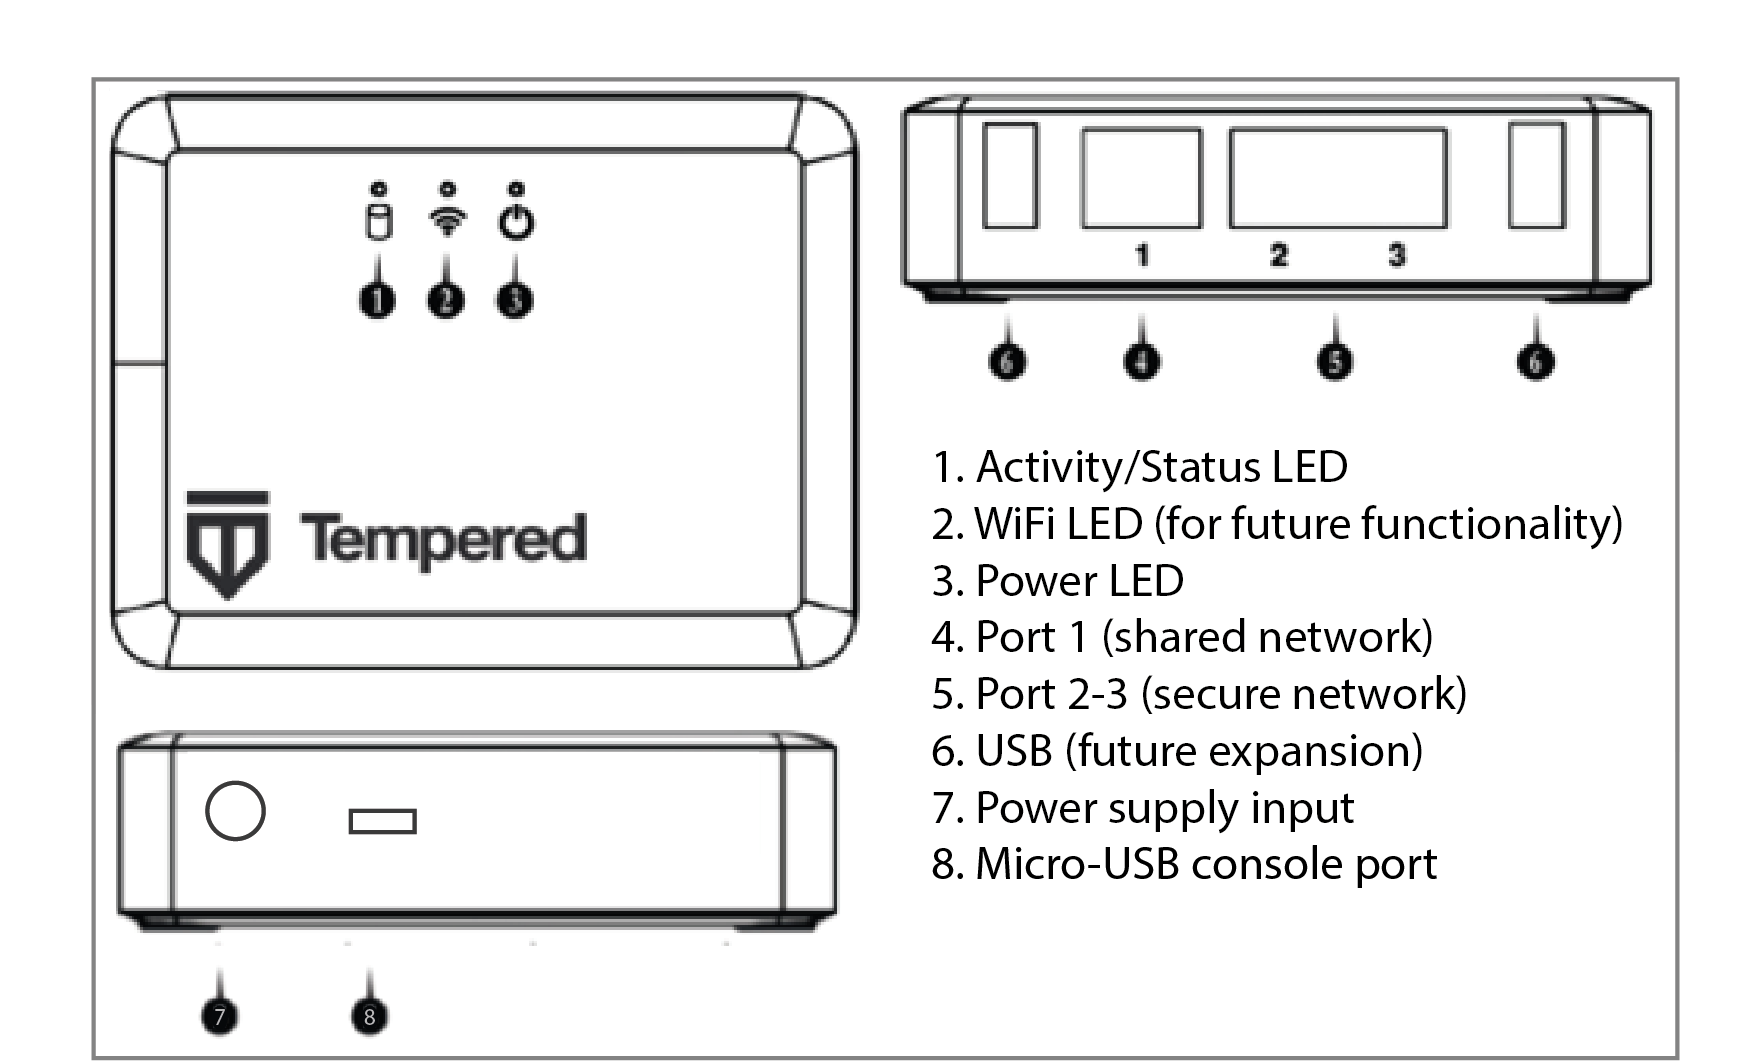 1 2 3
Tempered
1 2 3
6 4 5 6
1. Activity/Status LED
2. WiFi LED (for future functionality)
3. Power LED
4. Port 1 (shared network)
5. Port 2-3 (secure network)
6. USB (future expansion)
7. Power supply input
8. Micro-USB console port
7 8